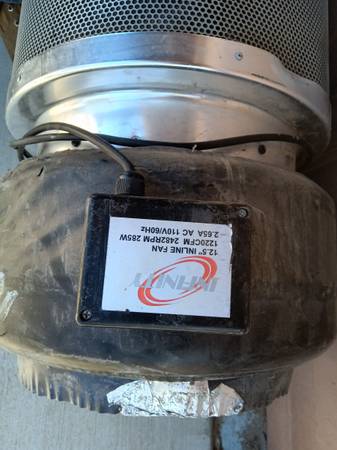 INFINITY
12.5" INLINE FAN
1220CFM 2482RPM 285W
2.65A AC 110V/60Hz